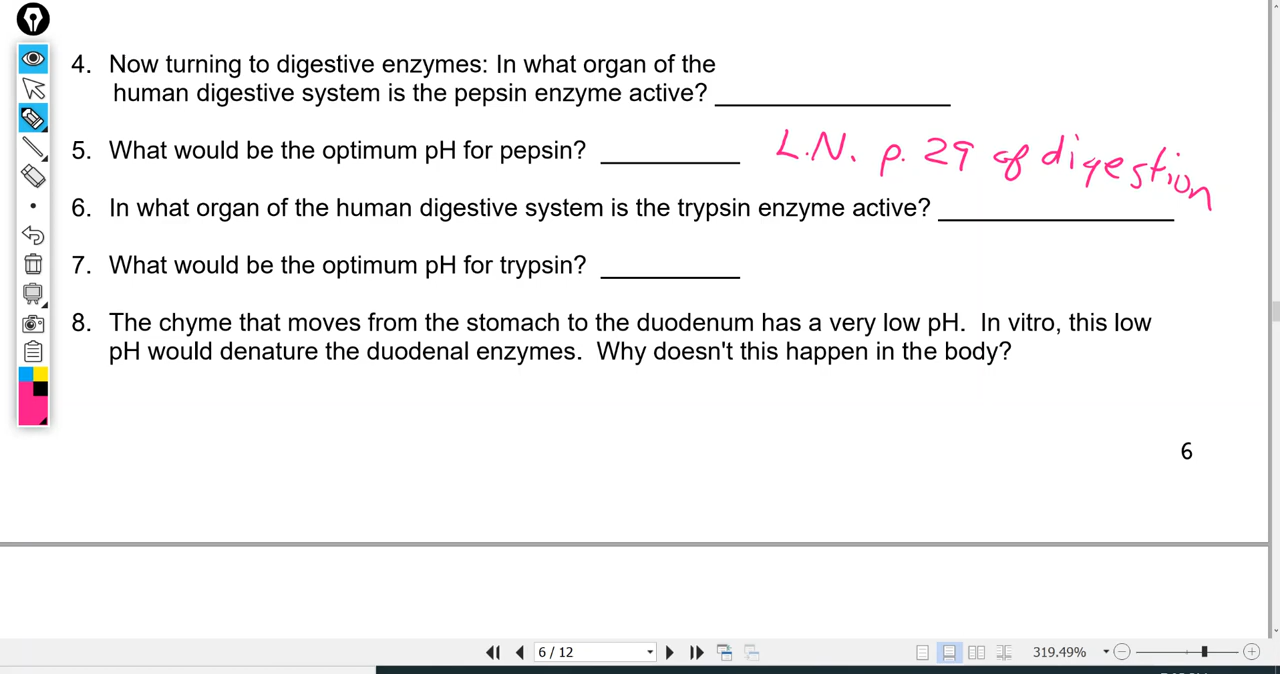 4. Now turning to digestive enzymes: In what organ of the
human digestive system is the pepsin enzyme active?
5. What would be the optimum pH for pepsin?
L.N. p. 29 of digestion
6. In what organ of the human digestive system is the trypsin enzyme active?
7. What would be the optimum pH for trypsin?
8. The chyme that moves from the stomach to the duodenum has a very low pH. In vitro, this low
pH would denature the duodenal enzymes. Why doesn't this happen in the body?
6
6 / 12
319.49%